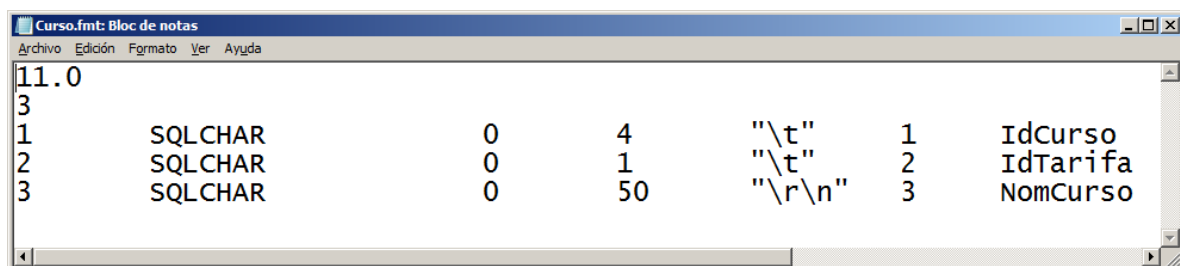 Curso.fmt: Bloc de notas
Archivo Edición Formato Ver Ayuda
11.0
3
1 SQLCHAR 0 4 "\t" 1 IdCurso
2 SQLCHAR 0 1 "\t" 2 IdTarifa
3 SQLCHAR 0 50 "\r\n" 3 NomCurso